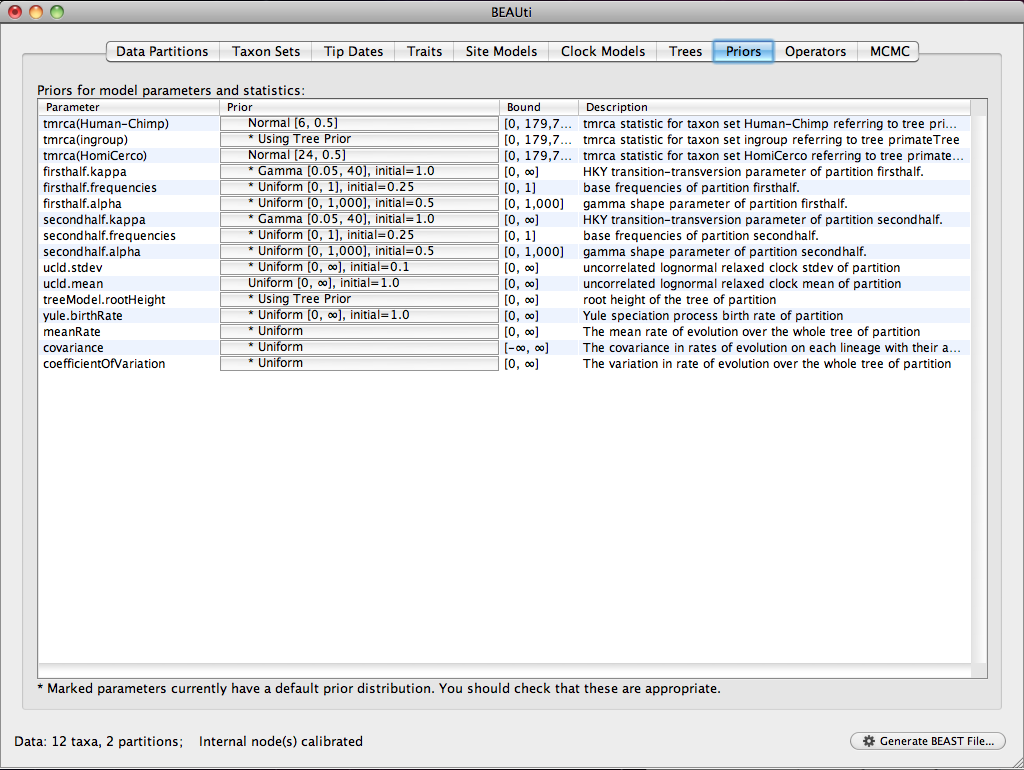 BEAUti
Data Partitions Taxon Sets Tip Dates Traits Site Models Clock Models Trees Priors Operators MCMC
Priors for model parameters and statistics:
Parameter Prior Bound Description
tmrca(Human-Chimp) Normal [6, 0.5] [0, 179,7... tmrca statistic for taxon set Human-Chimp referring to tree pri...
tmrca(ingroup) * Using Tree Prior [0, 179,7... tmrca statistic for taxon set ingroup referring to tree primateTree
tmrca(HomiCerco) Normal [24, 0.5] [0, 179,7... tmrca statistic for taxon set HomiCerco referring to tree primate...
firsthalf.kappa * Gamma [0.05, 40], initial=1.0 [0, ∞] HKY transition-transversion parameter of partition firsthalf.
firsthalf.frequencies * Uniform [0, 1], initial=0.25 [0, 1] base frequencies of partition firsthalf.
firsthalf.alpha * Uniform [0, 1,000], initial=0.5 [0, 1,000] gamma shape parameter of partition firsthalf.
secondhalf.kappa * Gamma [0.05, 40], initial=1.0 [0, ∞] HKY transition-transversion parameter of partition secondhalf.
secondhalf.frequencies * Uniform [0, 1], initial=0.25 [0, 1] base frequencies of partition secondhalf.
secondhalf.alpha * Uniform [0, 1,000], initial=0.5 [0, 1,000] gamma shape parameter of partition secondhalf.
ucld.stdev * Uniform [0, ∞], initial=0.1 [0, ∞] uncorrelated lognormal relaxed clock stdev of partition
ucld.mean Uniform [0, ∞], initial=1.0 [0, ∞] uncorrelated lognormal relaxed clock mean of partition
treeModel.rootHeight * Using Tree Prior [0, ∞] root height of the tree of partition
yule.birthRate * Uniform [0, ∞], initial=1.0 [0, ∞] Yule speciation process birth rate of partition
meanRate * Uniform [0, ∞] The mean rate of evolution over the whole tree of partition
covariance * Uniform [-∞, ∞] The covariance in rates of evolution on each lineage with their a...
coefficientOfVariation * Uniform [0, ∞] The variation in rate of evolution over the whole tree of partition
* Marked parameters currently have a default prior distribution. You should check that these are appropriate.
Data: 12 taxa, 2 partitions; Internal node(s) calibrated Generate BEAST File...